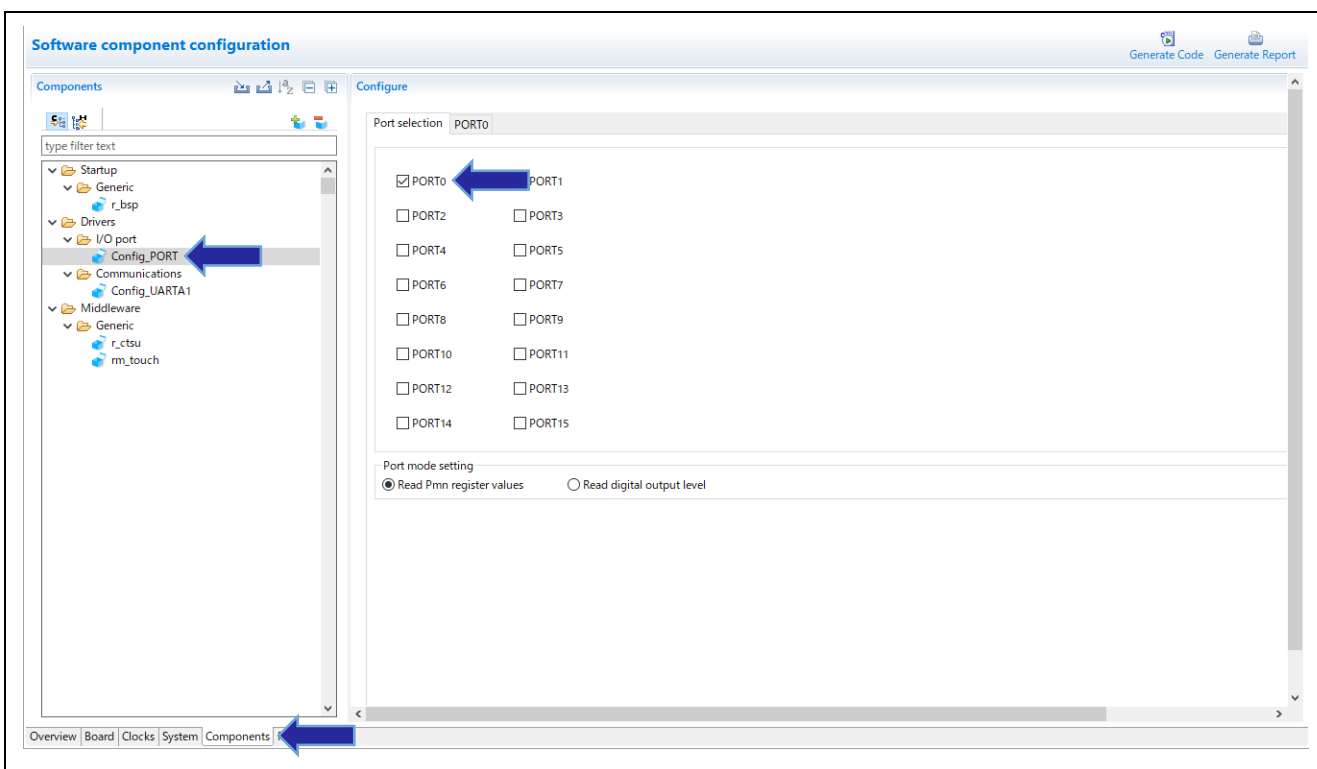 Software component configuration
Generate Code Generate Report
Components
Configure
type filter text
Startup
Generic
r_bsp
Drivers
I/O port
Config_PORT
Communications
Config_UARTA1
Middleware
Generic
r_ctsu
rm_touch
Port selection PORT0
PORT0 PORT1
PORT2 PORT3
PORT4 PORT5
PORT6 PORT7
PORT8 PORT9
PORT10 PORT11
PORT12 PORT13
PORT14 PORT15
Port mode setting
Read Pmn register values Read digital output level
Overview Board Clocks System Components